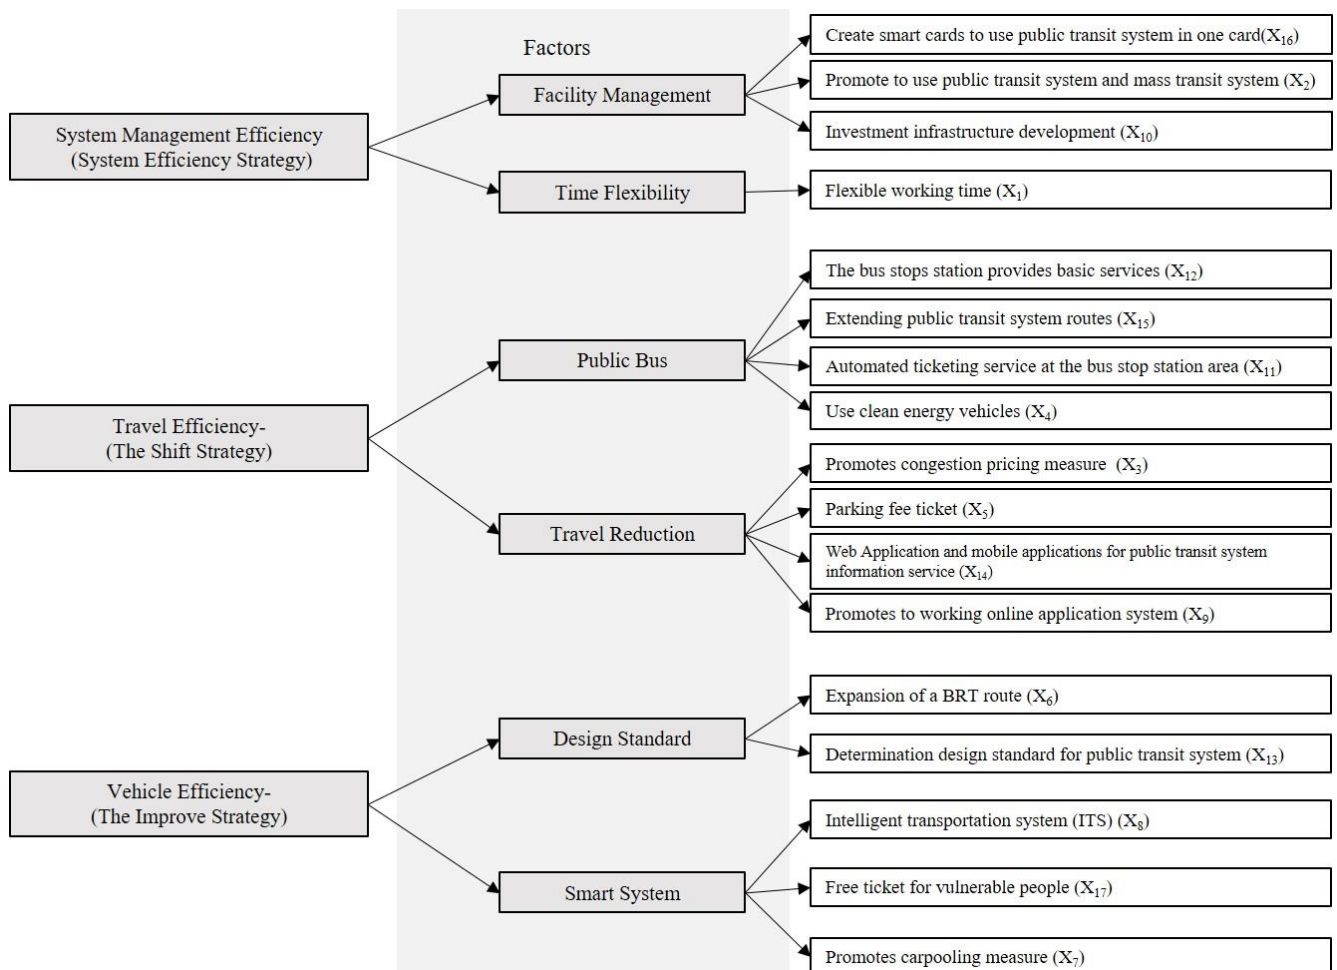 Factors
System Management Efficiency
(System Efficiency Strategy)
Facility Management
Create smart cards to use public transit system in one card(X₁₆)
Promote to use public transit system and mass transit system (X₂)
Investment infrastructure development (X₁₀)
Time Flexibility
Flexible working time (X₁)
Travel Efficiency-
(The Shift Strategy)
Public Bus
The bus stops station provides basic services (X₁₂)
Extending public transit system routes (X₁₅)
Automated ticketing service at the bus stop station area (X₁₁)
Use clean energy vehicles (X₄)
Travel Reduction
Promotes congestion pricing measure (X₃)
Parking fee ticket (X₅)
Web Application and mobile applications for public transit system
information service (X₁₄)
Promotes to working online application system (X₉)
Vehicle Efficiency-
(The Improve Strategy)
Design Standard
Expansion of a BRT route (X₆)
Determination design standard for public transit system (X₁₃)
Smart System
Intelligent transportation system (ITS) (X₈)
Free ticket for vulnerable people (X₁₇)
Promotes carpooling measure (X₇)